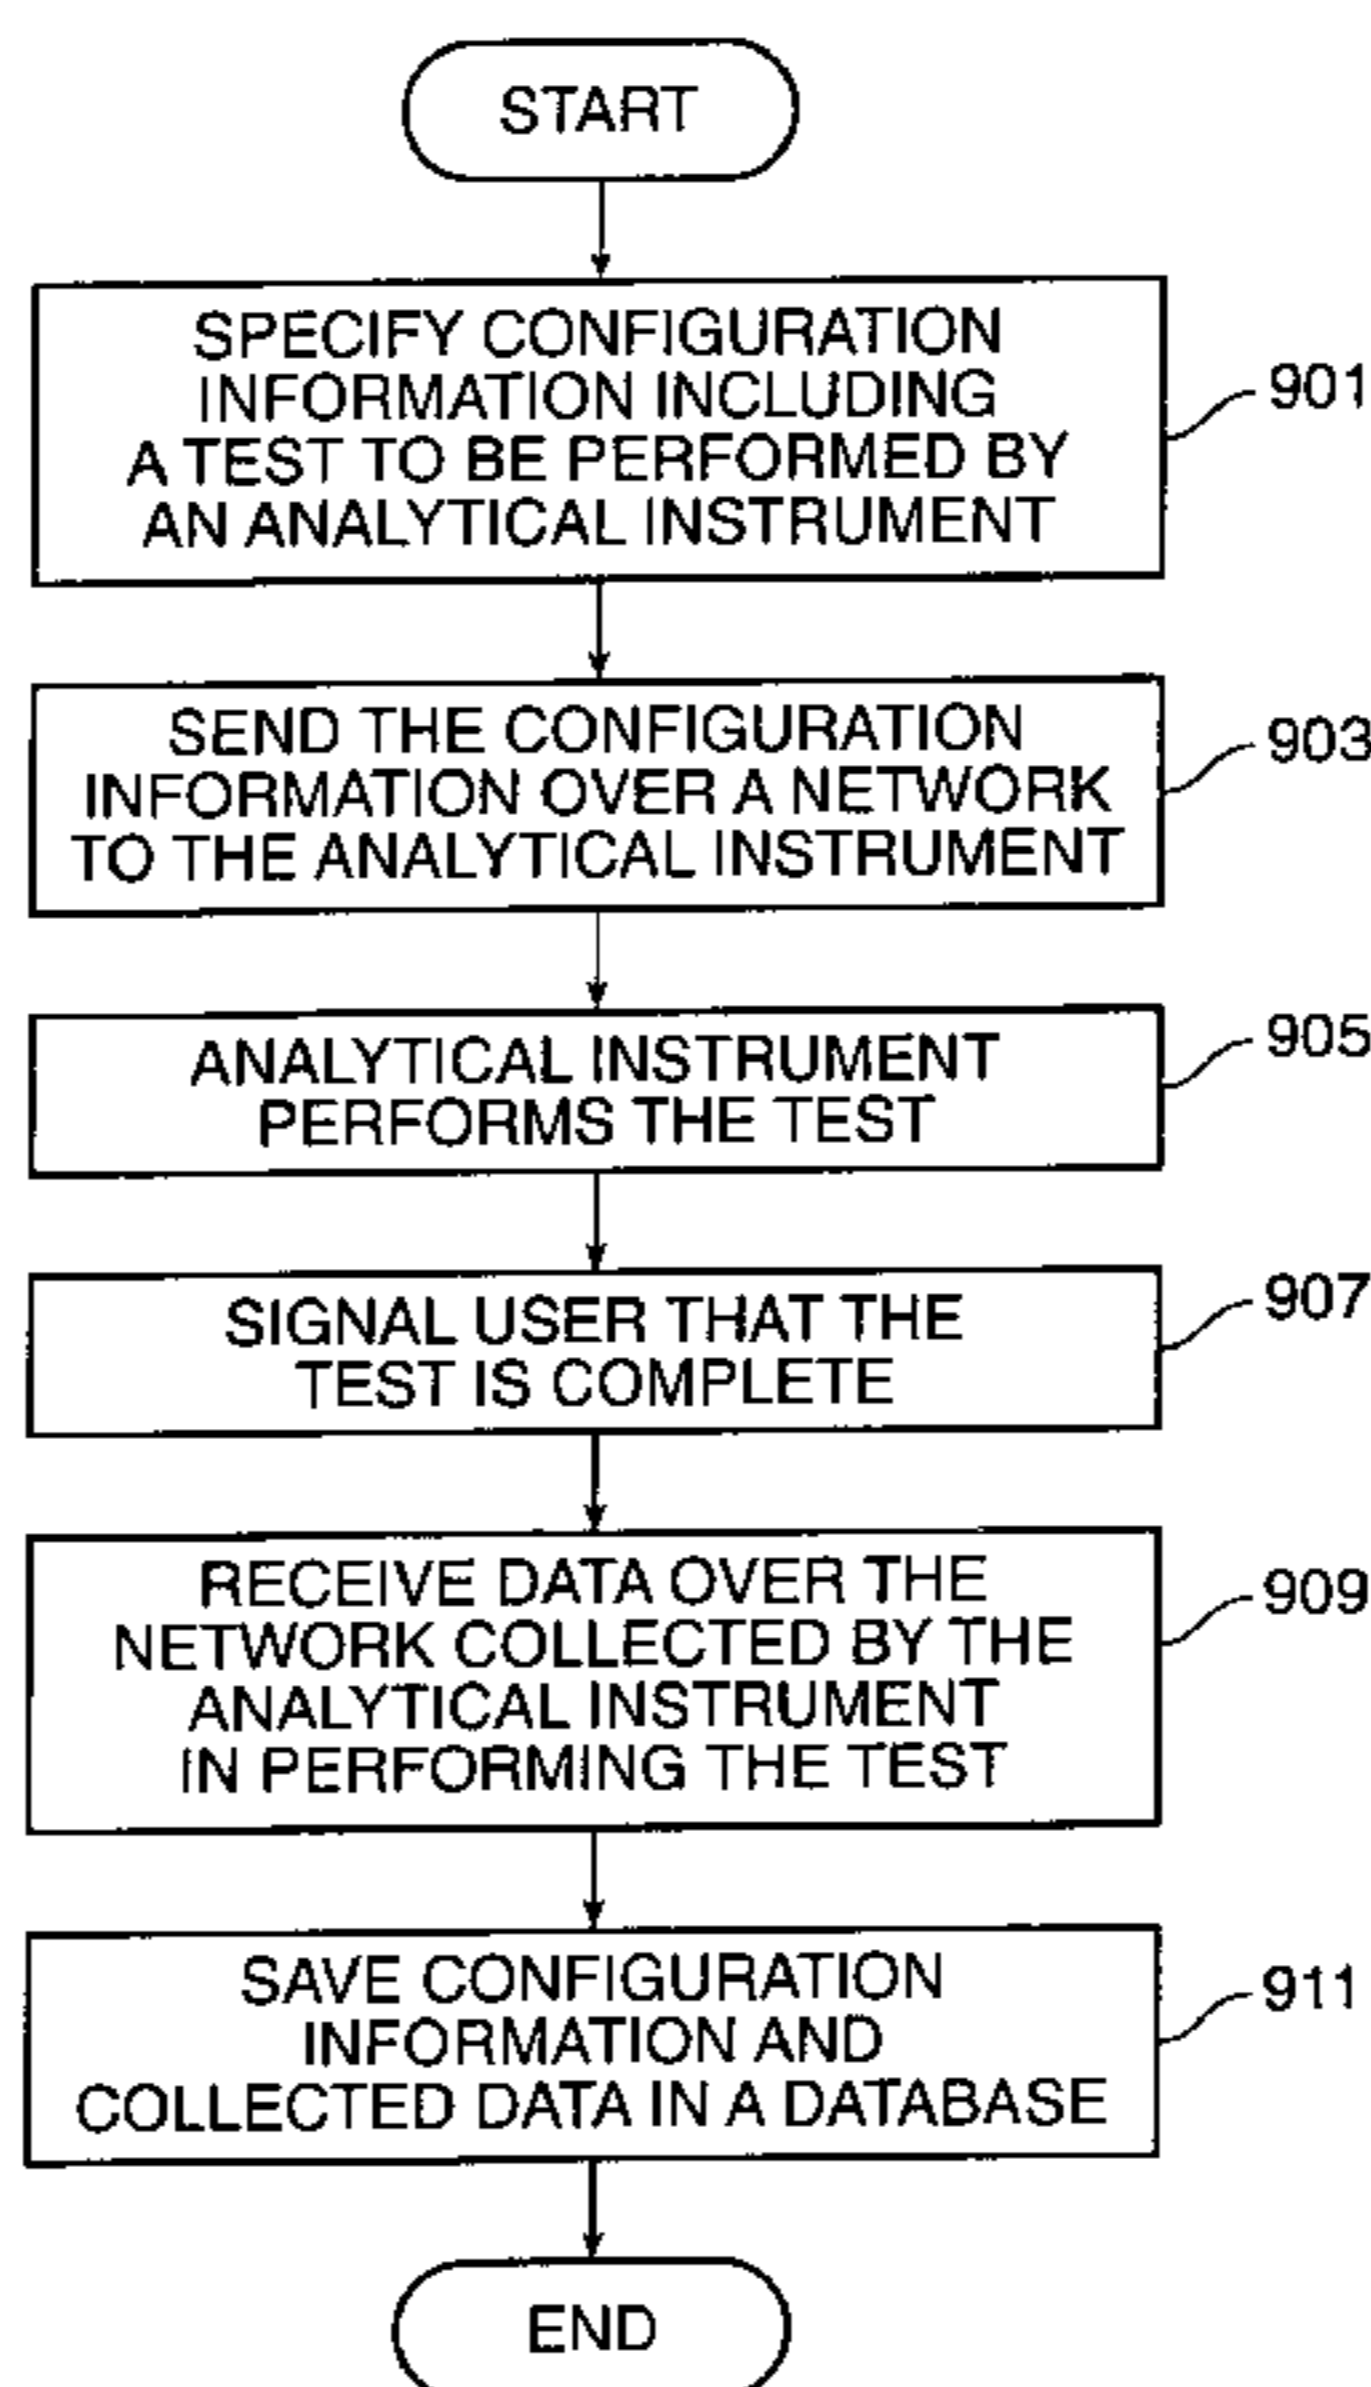 START
SPECIFY CONFIGURATION
INFORMATION INCLUDING
A TEST TO BE PERFORMED BY
AN ANALYTICAL INSTRUMENT
901
SEND THE CONFIGURATION
INFORMATION OVER A NETWORK
TO THE ANALYTICAL INSTRUMENT
903
ANALYTICAL INSTRUMENT
PERFORMS THE TEST
905
SIGNAL USER THAT THE
TEST IS COMPLETE
907
RECEIVE DATA OVER THE
NETWORK COLLECTED BY THE
ANALYTICAL INSTRUMENT
IN PERFORMING THE TEST
909
SAVE CONFIGURATION
INFORMATION AND
COLLECTED DATA IN A DATABASE
911
END